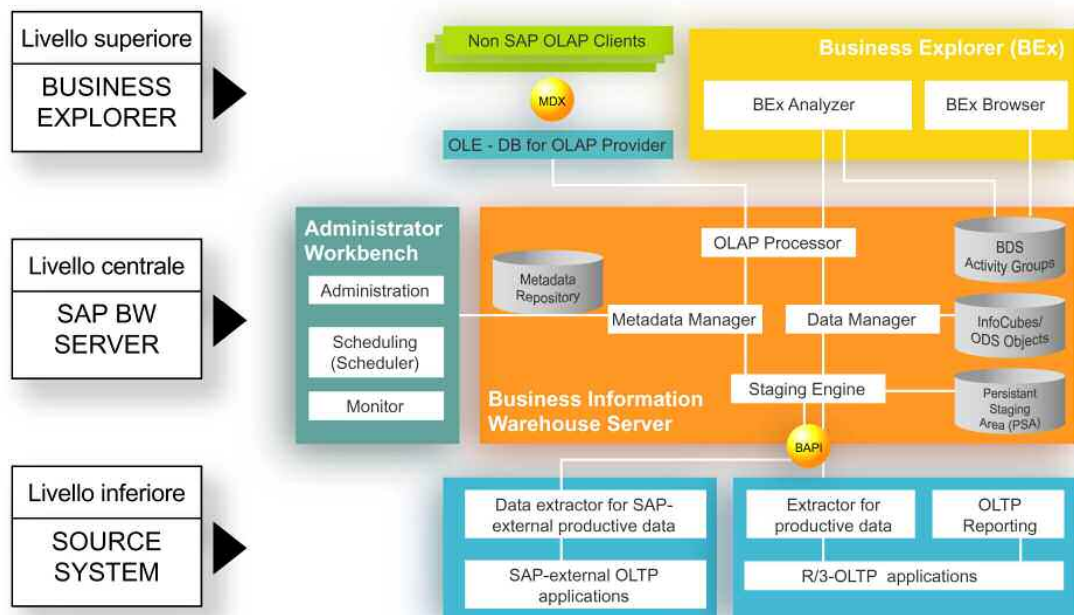 Livello superiore
BUSINESS
EXPLORER
Non SAP OLAP Clients
MDX
OLE - DB for OLAP Provider
Business Explorer (BEx)
BEx Analyzer
BEx Browser
Livello centrale
SAP BW
SERVER
Administrator
Workbench
Administration
Scheduling
(Scheduler)
Monitor
Metadata
Repository
OLAP Processor
BDS
Activity Groups
Metadata Manager
Data Manager
InfoCubes/
ODS Objects
Staging Engine
Persistant
Staging
Area (PSA)
Business Information
Warehouse Server
BAPI
Livello inferiore
SOURCE
SYSTEM
Data extractor for SAP-
external productive data
SAP-external OLTP
applications
Extractor for
productive data
OLTP
Reporting
R/3-OLTP applications